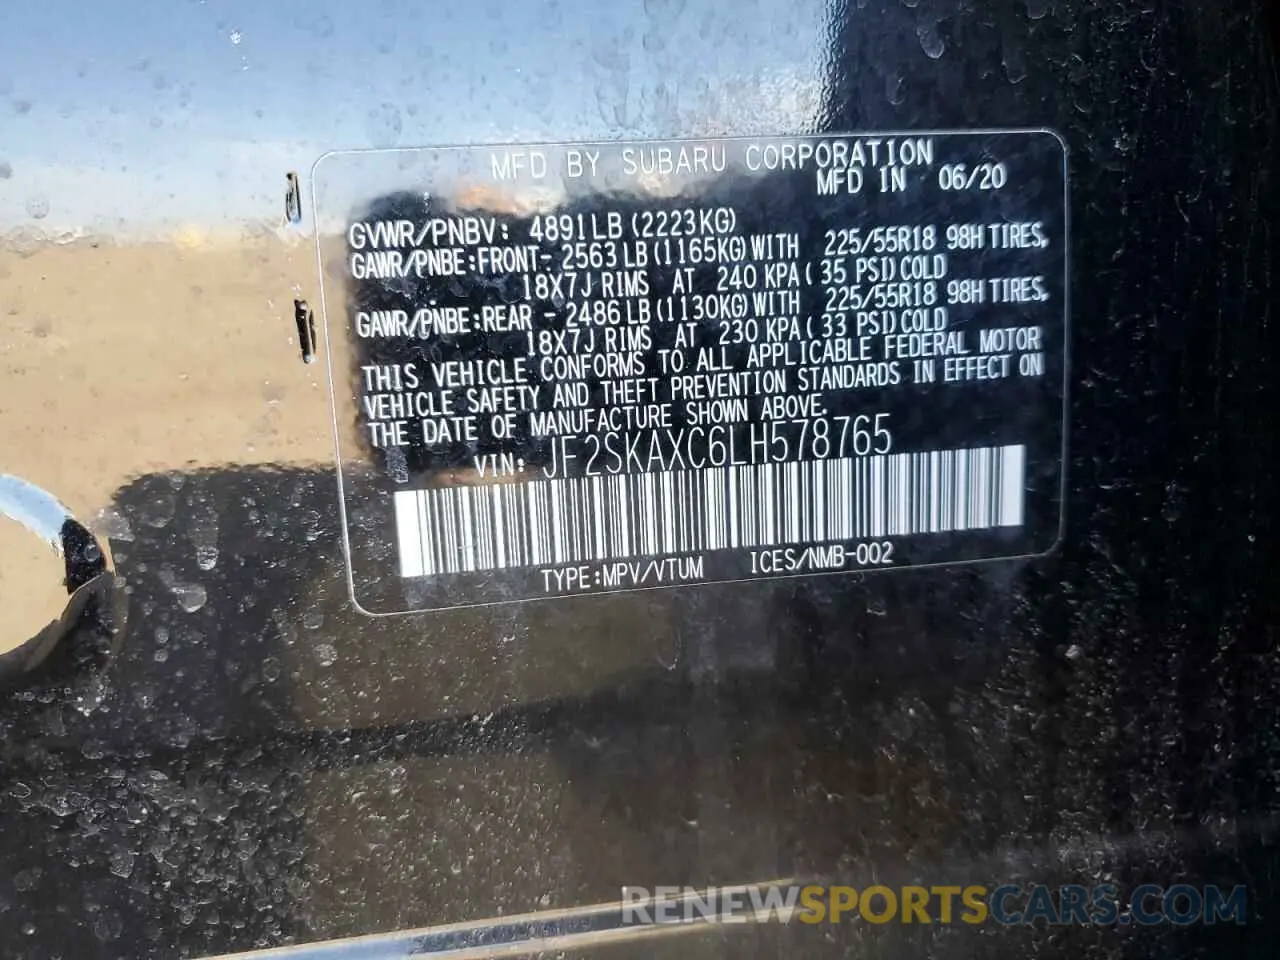 MFD BY SUBARU CORPORATION
MFD IN 06/20
GVWR/PNBV: 4891LB (2223KG)
GAWR/PNBE:FRONT- 2563 LB (1165KG) WITH 225/55R18 98H TIRES,
18X7J RIMS AT 240 KPA ( 35 PSI) COLD
GAWR/PNBE:REAR - 2486 LB (1130KG) WITH 225/55R18 98H TIRES,
18X7J RIMS AT 230 KPA ( 33 PSI) COLD
THIS VEHICLE CONFORMS TO ALL APPLICABLE FEDERAL MOTOR
VEHICLE SAFETY AND THEFT PREVENTION STANDARDS IN EFFECT ON
THE DATE OF MANUFACTURE SHOWN ABOVE.
VIN: JF2SKAXC6LH578765
TYPE:MPV/VTUM ICES/NMB-002
RENEWSPORTSCARS.COM